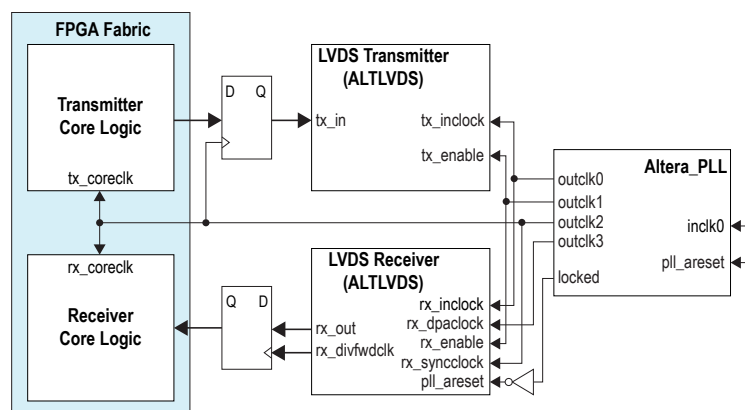 FPGA Fabric
Transmitter
Core Logic
tx_coreclk
D Q
LVDS Transmitter
(ALTLVDS)
tx_in
tx_inclock
tx_enable
Altera_PLL
outclk0
outclk1
outclk2
outclk3
locked
inclk0
pll_areset
rx_coreclk
Receiver
Core Logic
Q D
LVDS Receiver
(ALTLVDS)
rx_out
rx_divfwdclk
rx_inclock
rx_dpaclock
rx_enable
rx_syncclock
pll_areset